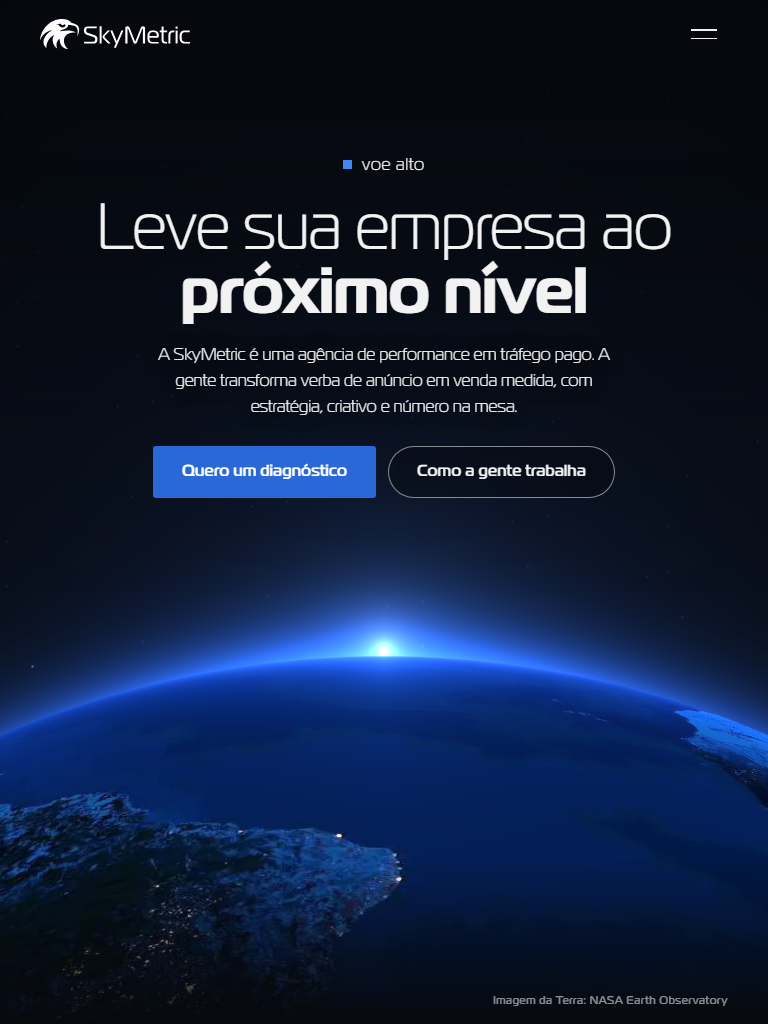 SkyMetric
voe alto
Leve sua empresa ao
próximo nível
A SkyMetric é uma agência de performance em tráfego pago. A
gente transforma verba de anúncio em venda medida, com
estratégia, criativo e número na mesa.
Quero um diagnóstico
Como a gente trabalha
Imagem da Terra: NASA Earth Observatory